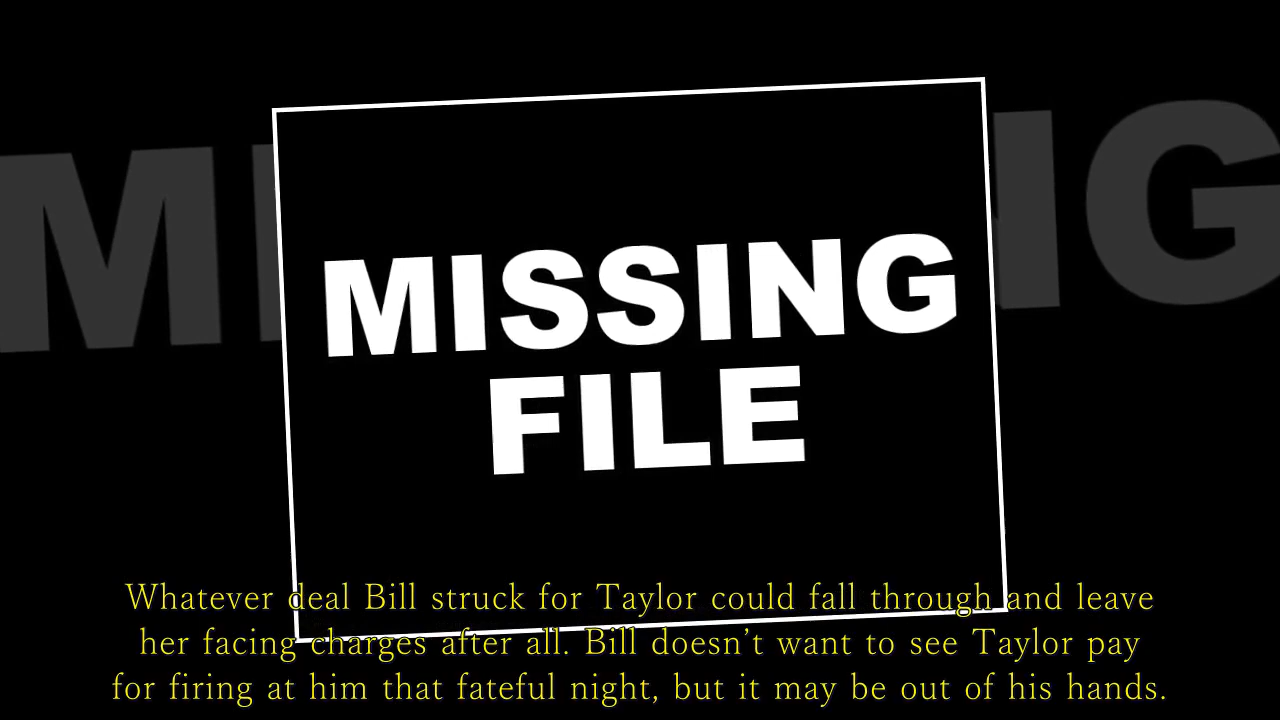 MISSING
MISSING
FILE
Whatever deal Bill struck for Taylor could fall through and leave
her facing charges after all. Bill doesn’t want to see Taylor pay
for firing at him that fateful night, but it may be out of his hands.